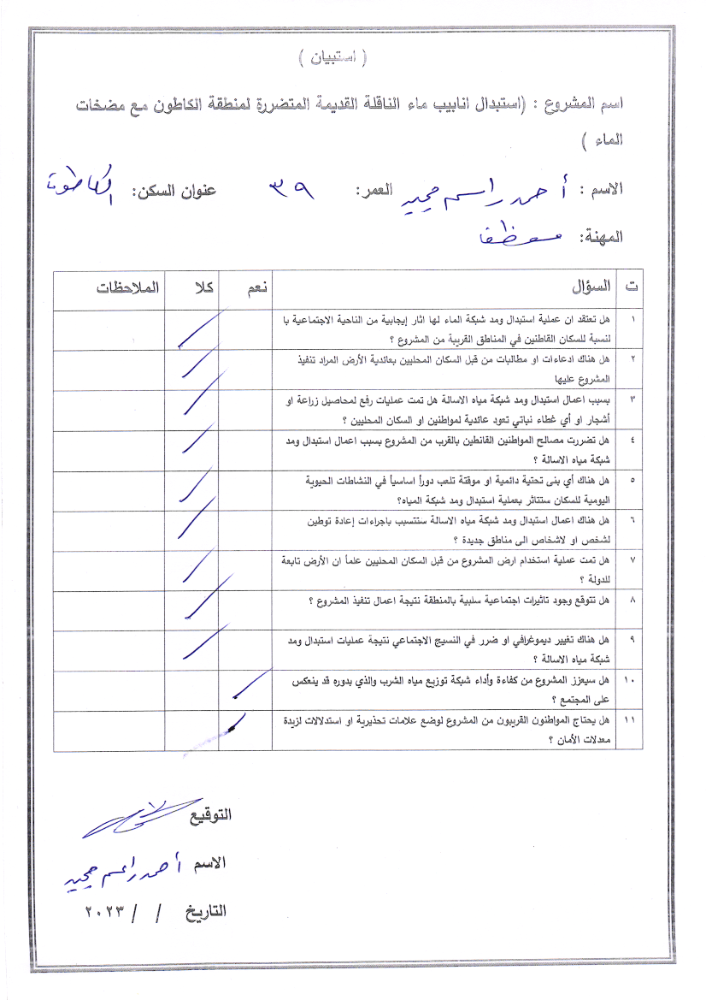 ( استبيان )
اسم المشروع : (استبدال انابيب ماء الناقلة القديمة المتضررة لمنطقة الكاطون مع مضخات
الماء )
الاسم : أحمد راسم مجيد العمر: ٣٩ عنوان السكن: الكاطون
المهنة: موظف
ت السؤال نعم كلا الملاحظات
١ هل تعتقد ان عملية استبدال ومد شبكة الماء لها اثار إيجابية من الناحية الاجتماعية با
لنسبة للسكان القاطنين في المناطق القريبة من المشروع ؟
٢ هل هناك ادعاءات او مطالبات من قبل السكان المحليين بعائدية الأرض المراد تنفيذ
المشروع عليها
٣ بسبب اعمال استبدال ومد شبكة مياه الاسالة هل تمت عمليات رفع لمحاصيل زراعة او
أشجار او أي غطاء نباتي تعود عائدية لمواطنين او السكان المحليين ؟
٤ هل تضررت مصالح المواطنين القانطين بالقرب من المشروع بسبب اعمال استبدال ومد
شبكة مياه الاسالة ؟
٥ هل هناك أي بنى تحتية دائمية او موقتة تلعب دوراً اساسياً في النشاطات الحيوية
اليومية للسكان ستتاثر بعملية استبدال ومد شبكة المياه؟
٦ هل هناك اعمال استبدال ومد شبكة مياه الاسالة ستتسبب باجراءات إعادة توطين
لشخص او لاشخاص الى مناطق جديدة ؟
٧ هل تمت عملية استخدام ارض المشروع من قبل السكان المحليين علماً ان الأرض تابعة
للدولة ؟
٨ هل تتوقع وجود تاثيرات اجتماعية سلبية بالمنطقة نتيجة اعمال تنفيذ المشروع ؟
٩ هل هناك تغيير ديموغرافي او ضرر في النسيج الاجتماعي نتيجة عمليات استبدال ومد
شبكة مياه الاسالة ؟
١٠ هل سيعزز المشروع من كفاءة وأداء شبكة توزيع مياه الشرب والذي بدوره قد ينعكس
على المجتمع ؟
١١ هل يحتاج المواطنون القريبون من المشروع لوضع علامات تحذيرية او استدلالات لزيدة
معدلات الأمان ؟
التوقيع
الاسم أحمد راسم مجيد
التاريخ / / ٢٠٢٣